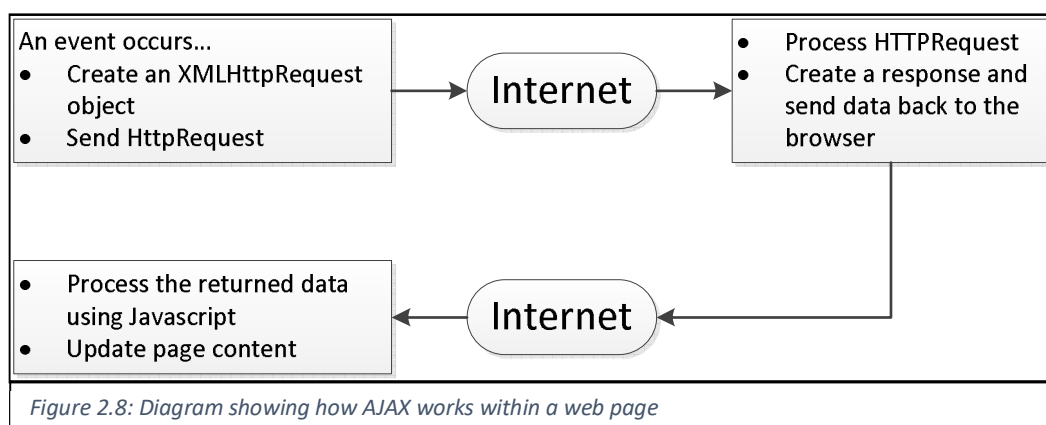 An event occurs...
● Create an XMLHttpRequest
object
● Send HttpRequest
Internet
● Process HTTPRequest
● Create a response and
send data back to the
browser
Internet
● Process the returned data
using Javascript
● Update page content
Figure 2.8: Diagram showing how AJAX works within a web page